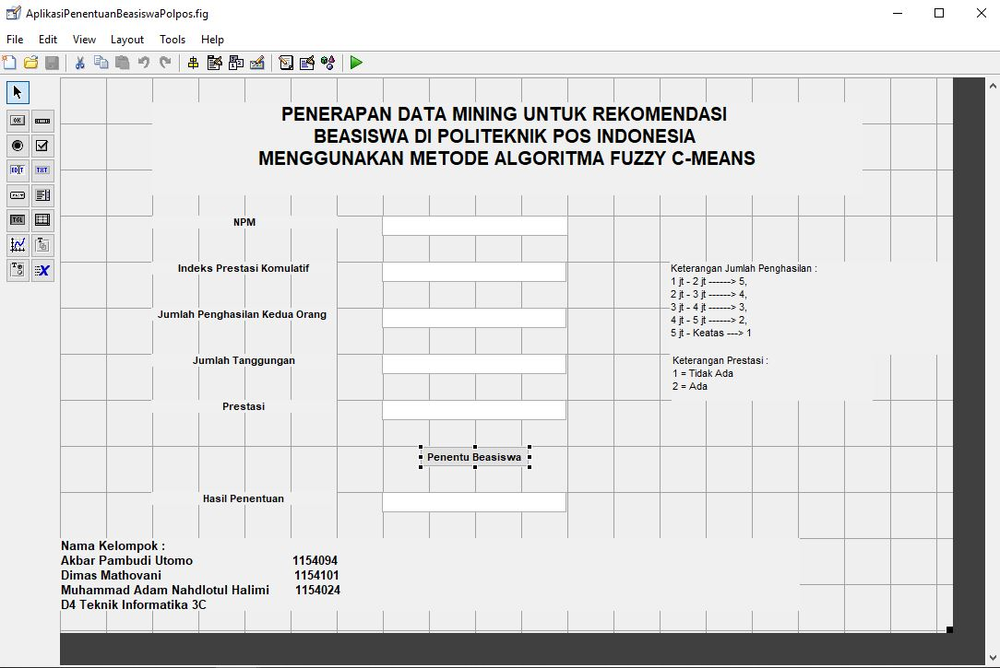 AplikasiPenentuanBeasiswaPolpos.fig
File Edit View Layout Tools Help
PENERAPAN DATA MINING UNTUK REKOMENDASI
BEASISWA DI POLITEKNIK POS INDONESIA
MENGGUNAKAN METODE ALGORITMA FUZZY C-MEANS
NPM
Indeks Prestasi Komulatif
Jumlah Penghasilan Kedua Orang
Jumlah Tanggungan
Prestasi
Penentu Beasiswa
Hasil Penentuan
Keterangan Jumlah Penghasilan :
1 jt - 2 jt ------> 5,
2 jt - 3 jt ------> 4,
3 jt - 4 jt ------> 3,
4 jt - 5 jt ------> 2,
5 jt - Keatas ---> 1
Keterangan Prestasi :
1 = Tidak Ada
2 = Ada
Nama Kelompok :
Akbar Pambudi Utomo 1154094
Dimas Mathovani 1154101
Muhammad Adam Nahdlotul Halimi 1154024
D4 Teknik Informatika 3C
OK
EDIT
TXT
TGL